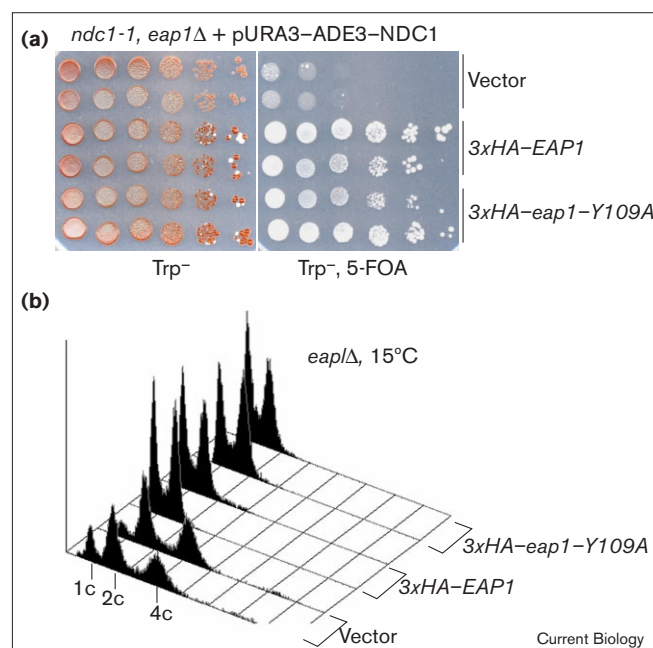 (a)
ndc1-1, eap1Δ + pURA3–ADE3–NDC1
Vector
3xHA–EAP1
3xHA–eap1–Y109A
Trp–
Trp–, 5-FOA
(b)
eap1Δ, 15°C
3xHA–eap1–Y109A
3xHA–EAP1
Vector
1c
2c
4c
Current Biology